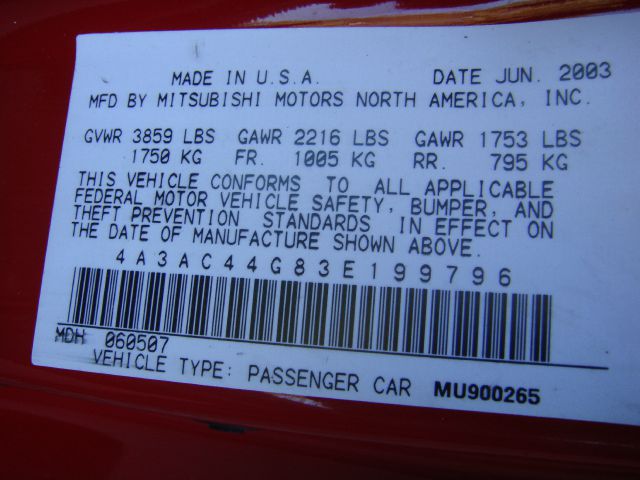 MADE IN U.S.A. DATE JUN. 2003
MFD BY MITSUBISHI MOTORS NORTH AMERICA, INC.
GVWR 3859 LBS GAWR 2216 LBS GAWR 1753 LBS
1750 KG FR. 1005 KG RR. 795 KG
THIS VEHICLE CONFORMS TO ALL APPLICABLE
FEDERAL MOTOR VEHICLE SAFETY, BUMPER, AND
THEFT PREVENTION STANDARDS IN EFFECT ON
THE DATE OF MANUFACTURE SHOWN ABOVE.
4A3AC44G83E199796
MDH 060507
VEHICLE TYPE: PASSENGER CAR MU900265